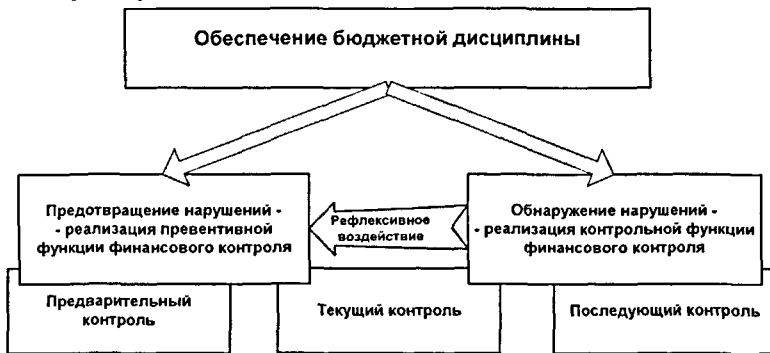 Обеспечение бюджетной дисциплины
Предотвращение нарушений -
- реализация превентивной
функции финансового контроля
Рефлексивное
воздействие
Обнаружение нарушений -
- реализация контрольной функции
финансового контроля
Предварительный
контроль
Текущий контроль
Последующий контроль